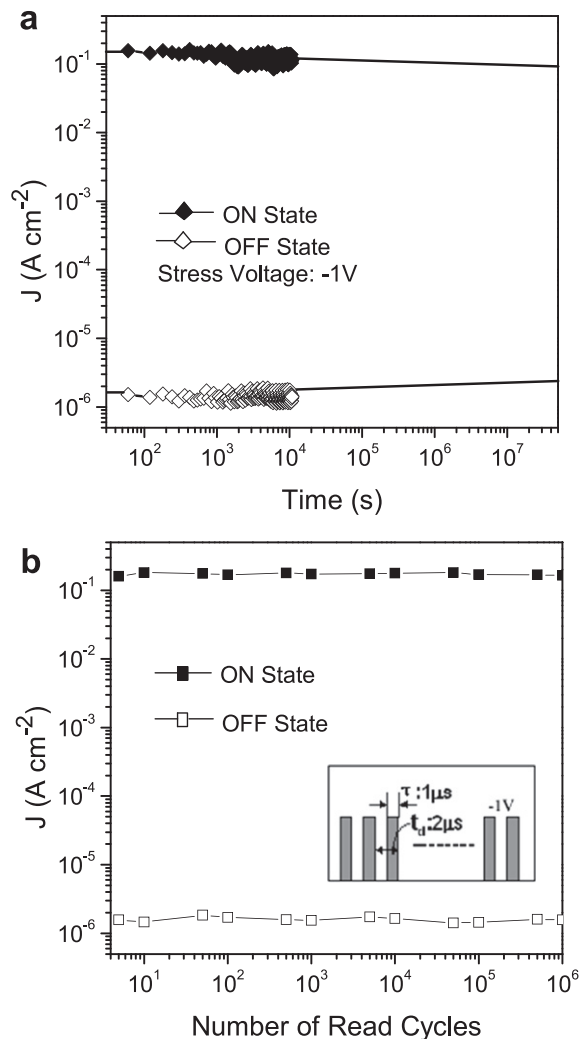 a
10⁻¹
10⁻²
10⁻³
10⁻⁴
10⁻⁵
10⁻⁶
J (A cm⁻²)
ON State
OFF State
Stress Voltage: -1V
10² 10³ 10⁴ 10⁵ 10⁶ 10⁷
Time (s)
b
10⁻¹
10⁻²
10⁻³
10⁻⁴
10⁻⁵
10⁻⁶
J (A cm⁻²)
ON State
OFF State
τ :1μs
-1V
t_d:2μs
10¹ 10² 10³ 10⁴ 10⁵ 10⁶
Number of Read Cycles